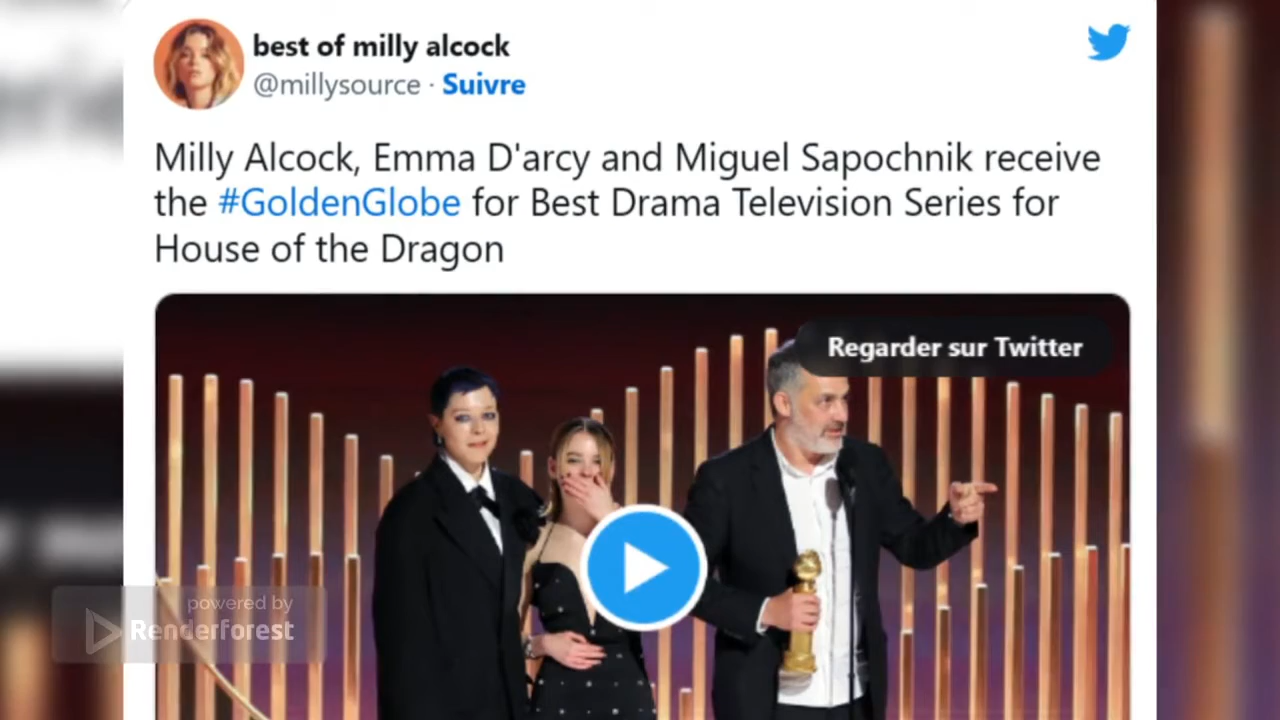 best of milly alcock
@millysource · Suivre
Milly Alcock, Emma D'arcy and Miguel Sapochnik receive
the #GoldenGlobe for Best Drama Television Series for
House of the Dragon
Regarder sur Twitter
powered by
Renderforest